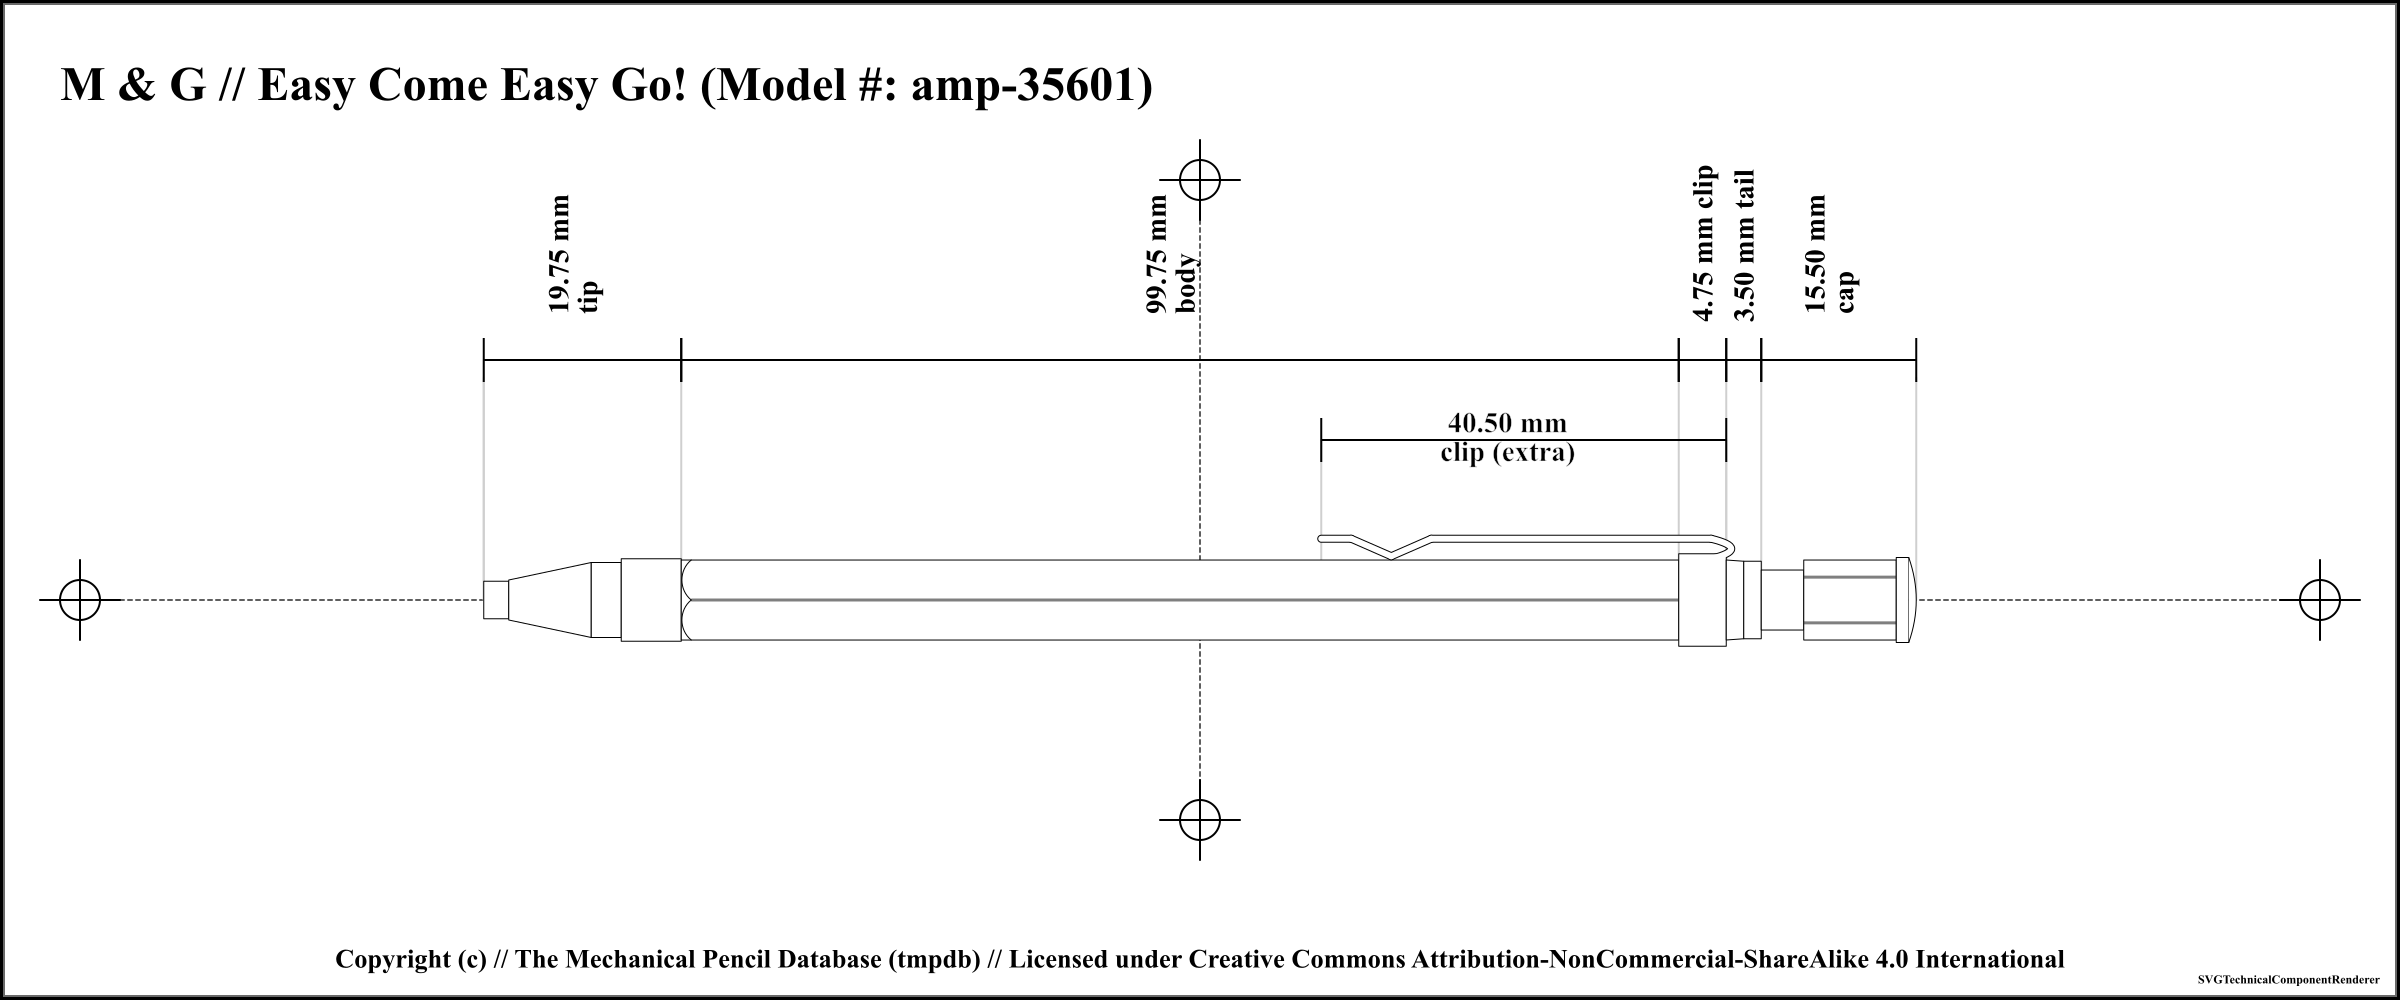 M & G // Easy Come Easy Go! (Model #: amp-35601)
19.75 mm
tip
99.75 mm
body
4.75 mm clip
3.50 mm tail
15.50 mm
cap
40.50 mm
clip (extra)
Copyright (c) // The Mechanical Pencil Database (tmpdb) // Licensed under Creative Commons Attribution-NonCommercial-ShareAlike 4.0 International
SVGTechnicalComponentRenderer